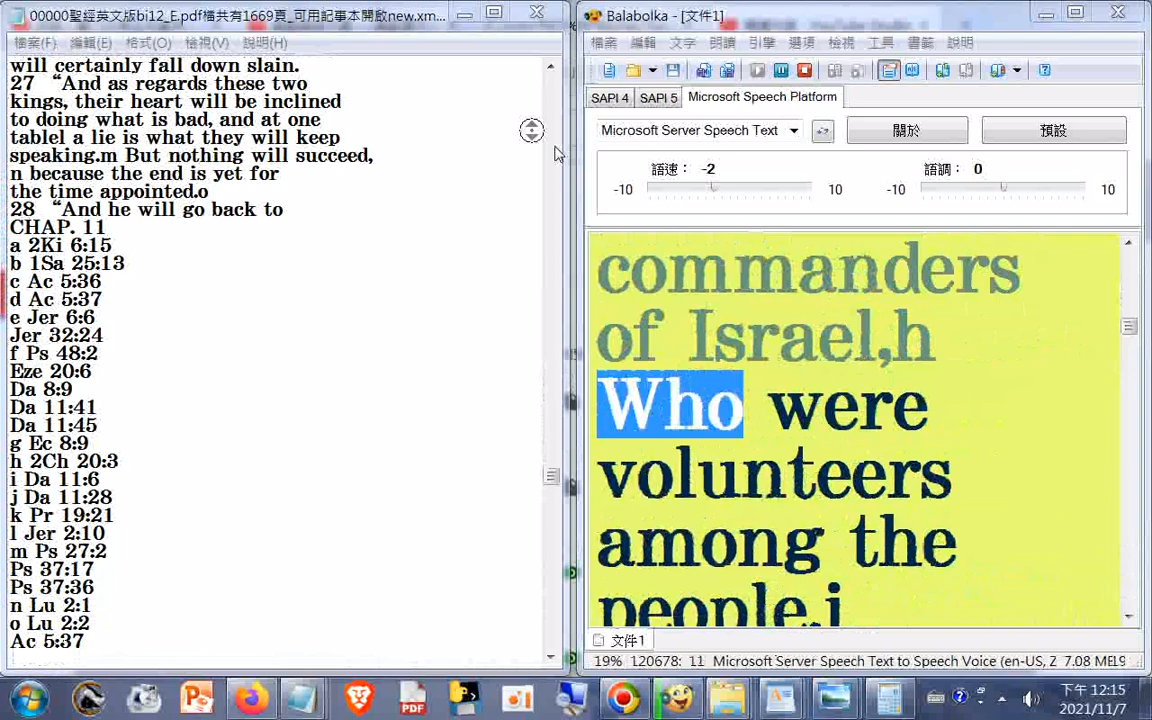 00000聖經英文版bi12_E.pdf檔共有1669頁_可用記事本開啟new.xm...
檔案(F) 編輯(E) 格式(O) 檢視(V) 說明(H)
will certainly fall down slain.
27 “And as regards these two
kings, their heart will be inclined
to doing what is bad, and at one
tablel a lie is what they will keep
speaking.m But nothing will succeed,
n because the end is yet for
the time appointed.o
28 “And he will go back to
CHAP. 11
a 2Ki 6:15
b 1Sa 25:13
c Ac 5:36
d Ac 5:37
e Jer 6:6
Jer 32:24
f Ps 48:2
Eze 20:6
Da 8:9
Da 11:41
Da 11:45
g Ec 8:9
h 2Ch 20:3
i Da 11:6
j Da 11:28
k Pr 19:21
l Jer 2:10
m Ps 27:2
Ps 37:17
Ps 37:36
n Lu 2:1
o Lu 2:2
Ac 5:37
Balabolka - [文件1]
檔案 編輯 文字 朗讀 引擎 選項 檢視 工具 書籤 說明
SAPI 4 SAPI 5 Microsoft Speech Platform
Microsoft Server Speech Text 關於 預設
語速: -2 語調: 0
-10 10 -10 10
commanders
of Israel,h
Who were
volunteers
among the
people.i
文件1
19% 120678: 11 Microsoft Server Speech Text to Speech Voice (en-US, Z 7.08 MEL9
下午 12:15
2021/11/7